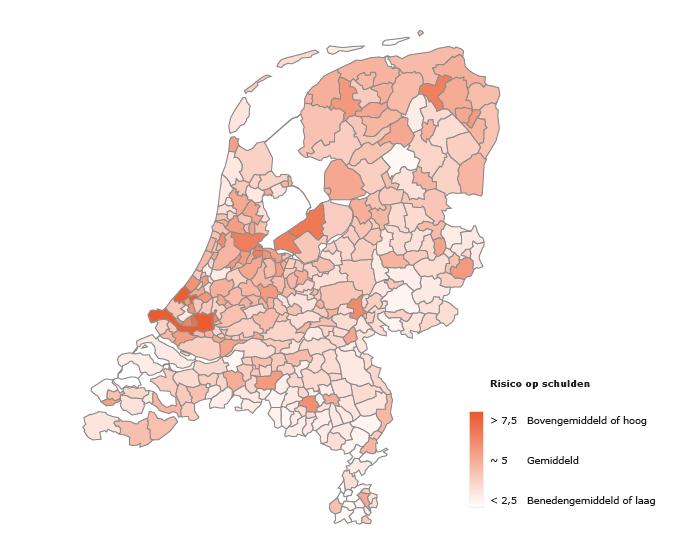 Risico op schulden
> 7,5 Bovengemiddeld of hoog
~ 5 Gemiddeld
< 2,5 Benedengemiddeld of laag